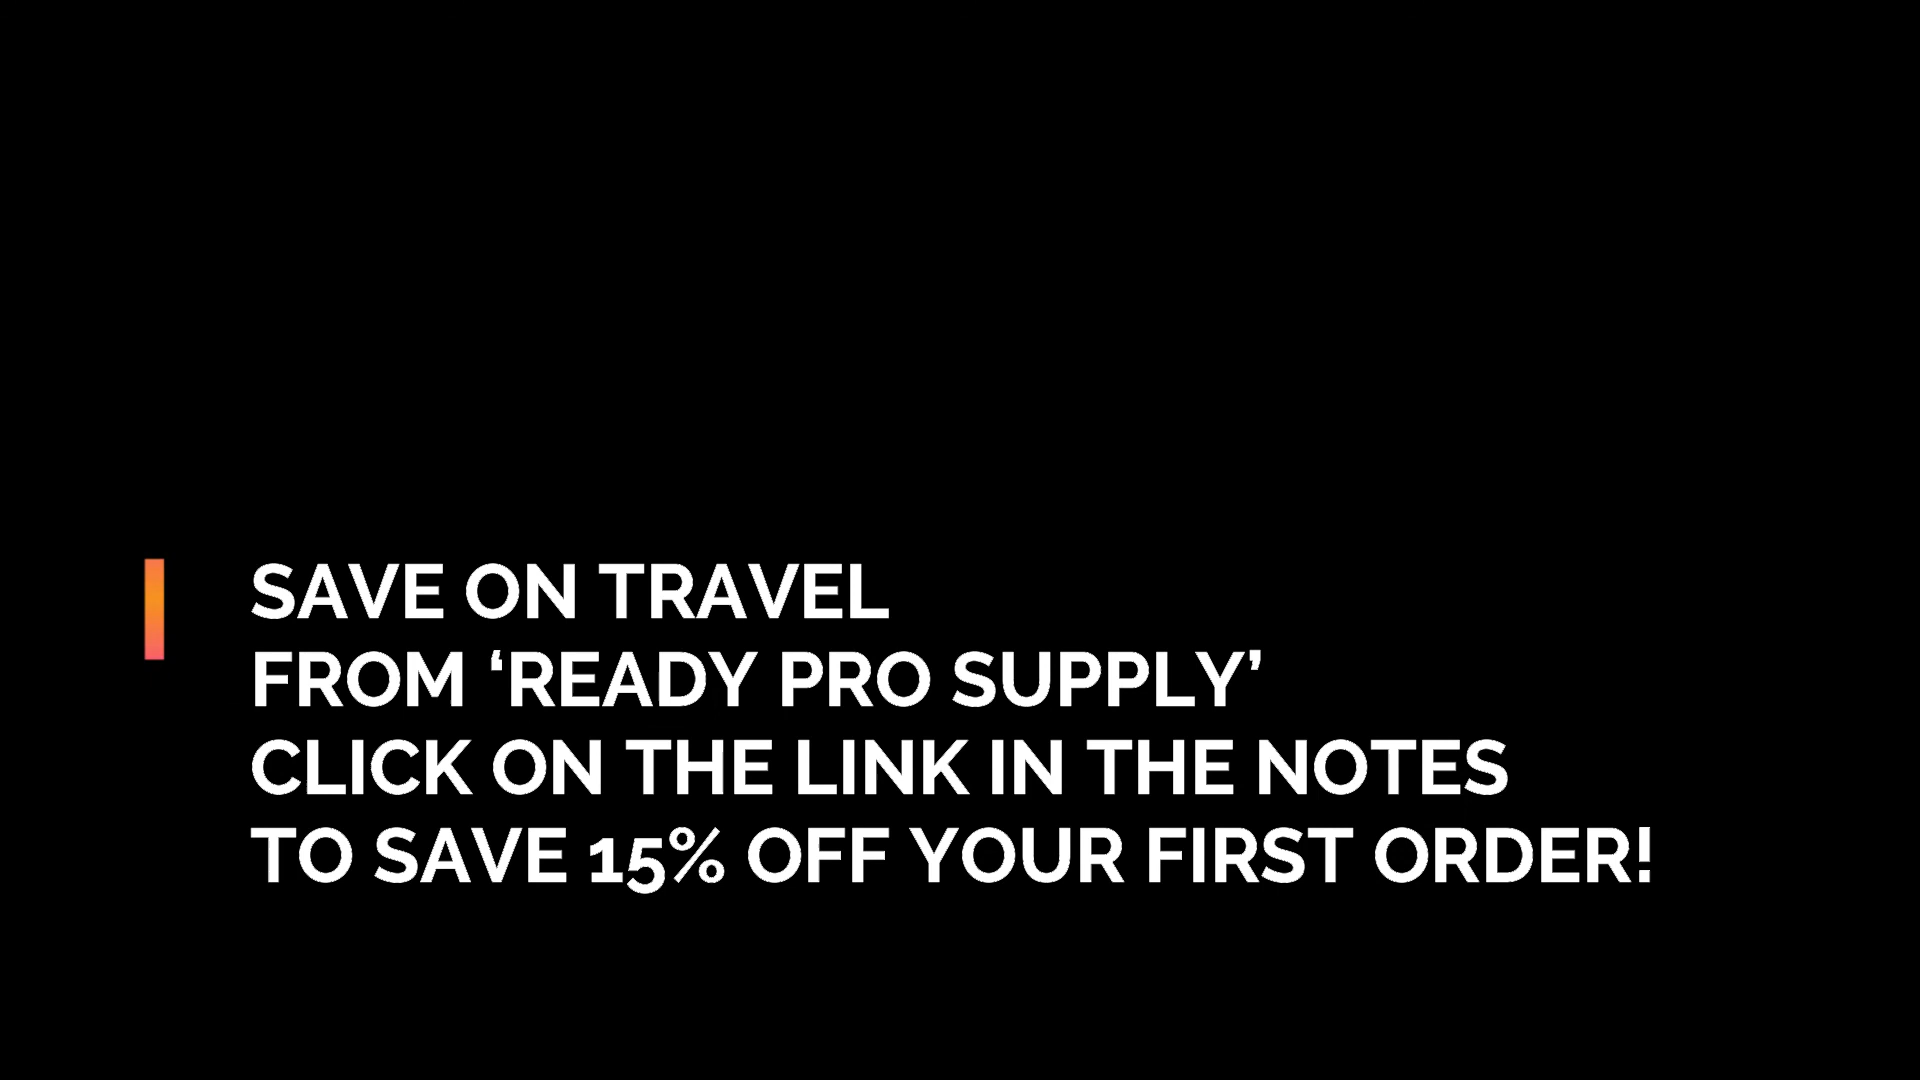 SAVE ON TRAVEL
FROM ‘READY PRO SUPPLY’
CLICK ON THE LINK IN THE NOTES
TO SAVE 15% OFF YOUR FIRST ORDER!